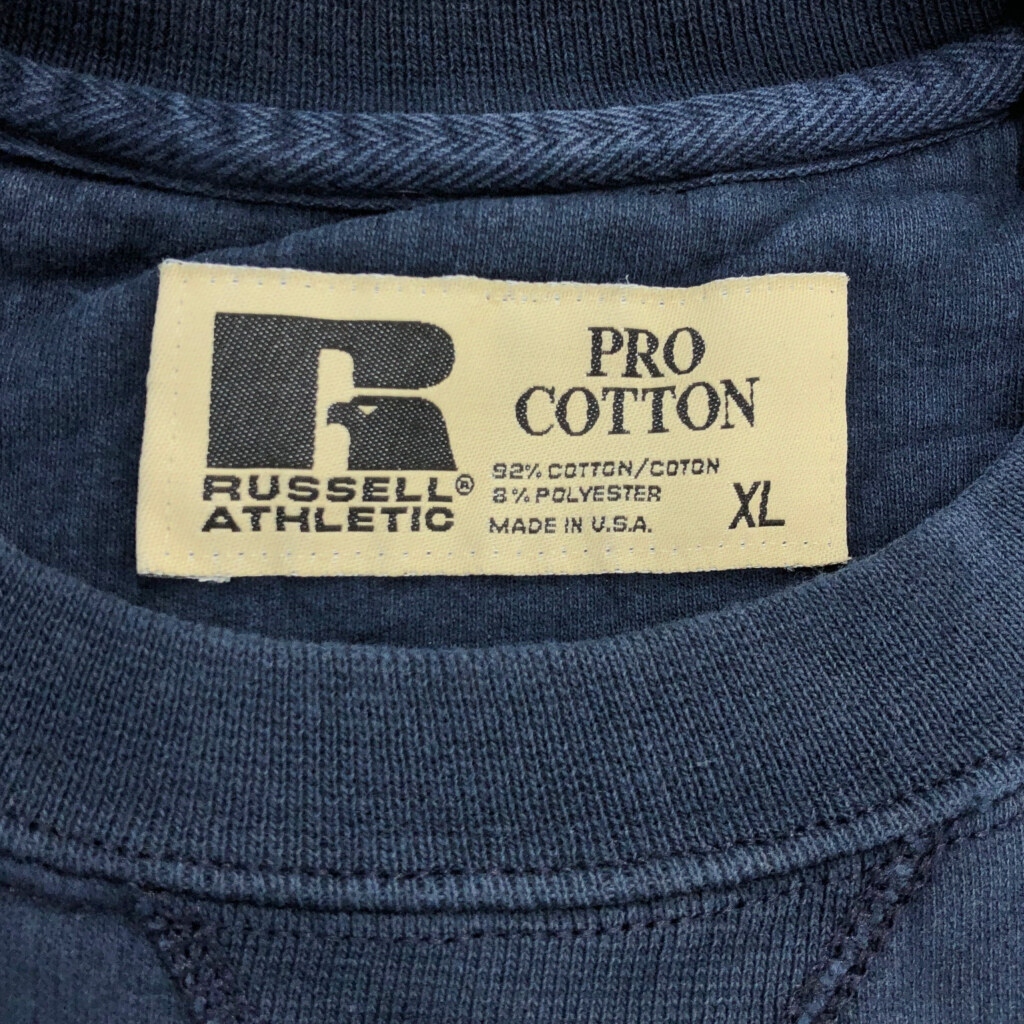 PRO
COTTON
92% COTTON/COTON
8% POLYESTER
MADE IN U.S.A.
XL
R
RUSSELL®
ATHLETIC